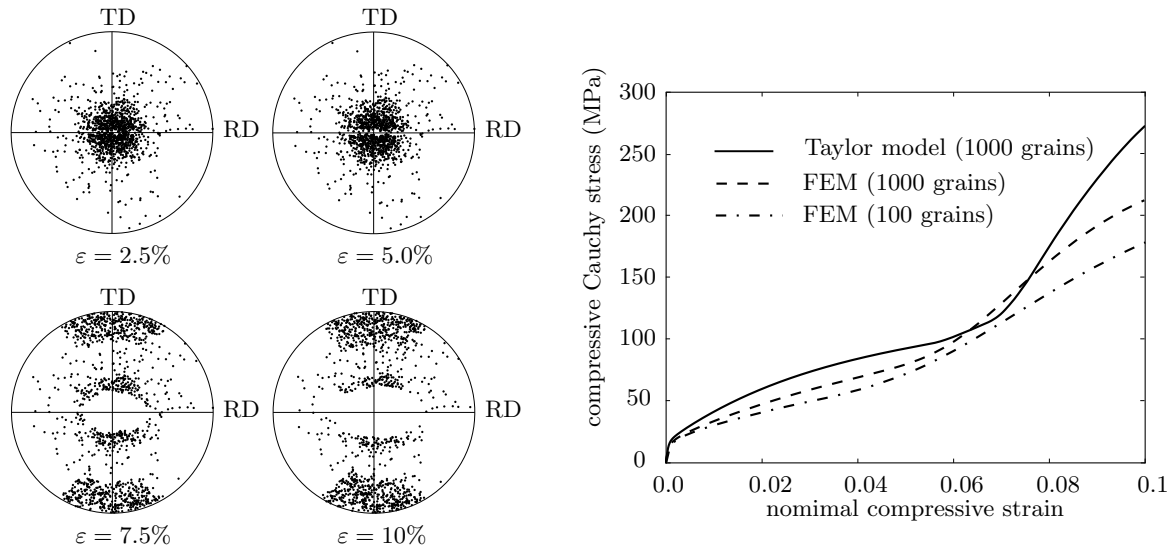 TD
TD
RD
RD
ε = 2.5%
ε = 5.0%
TD
TD
RD
RD
ε = 7.5%
ε = 10%
compressive Cauchy stress (MPa)
300
250
200
150
100
50
0
Taylor model (1000 grains)
FEM (1000 grains)
FEM (100 grains)
0.0 0.02 0.04 0.06 0.08 0.1
nomimal compressive strain